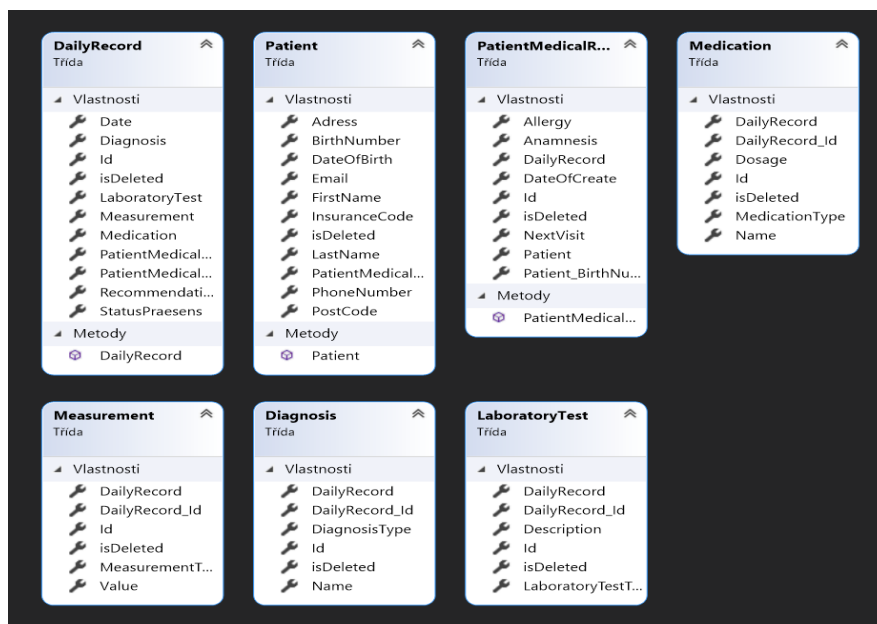 DailyRecord
Třída
Vlastnosti
Date
Diagnosis
Id
isDeleted
LaboratoryTest
Measurement
Medication
PatientMedical...
PatientMedical...
Recommendati...
StatusPraesens
Metody
DailyRecord
Patient
Třída
Vlastnosti
Adress
BirthNumber
DateOfBirth
Email
FirstName
InsuranceCode
isDeleted
LastName
PatientMedical...
PhoneNumber
PostCode
Metody
Patient
PatientMedicalR...
Třída
Vlastnosti
Allergy
Anamnesis
DailyRecord
DateOfCreate
Id
isDeleted
NextVisit
Patient
Patient_BirthNu...
Metody
PatientMedical...
Medication
Třída
Vlastnosti
DailyRecord
DailyRecord_Id
Dosage
Id
isDeleted
MedicationType
Name
Measurement
Třída
Vlastnosti
DailyRecord
DailyRecord_Id
Id
isDeleted
MeasurementT...
Value
Diagnosis
Třída
Vlastnosti
DailyRecord
DailyRecord_Id
DiagnosisType
Id
isDeleted
Name
LaboratoryTest
Třída
Vlastnosti
DailyRecord
DailyRecord_Id
Description
Id
isDeleted
LaboratoryTestT...